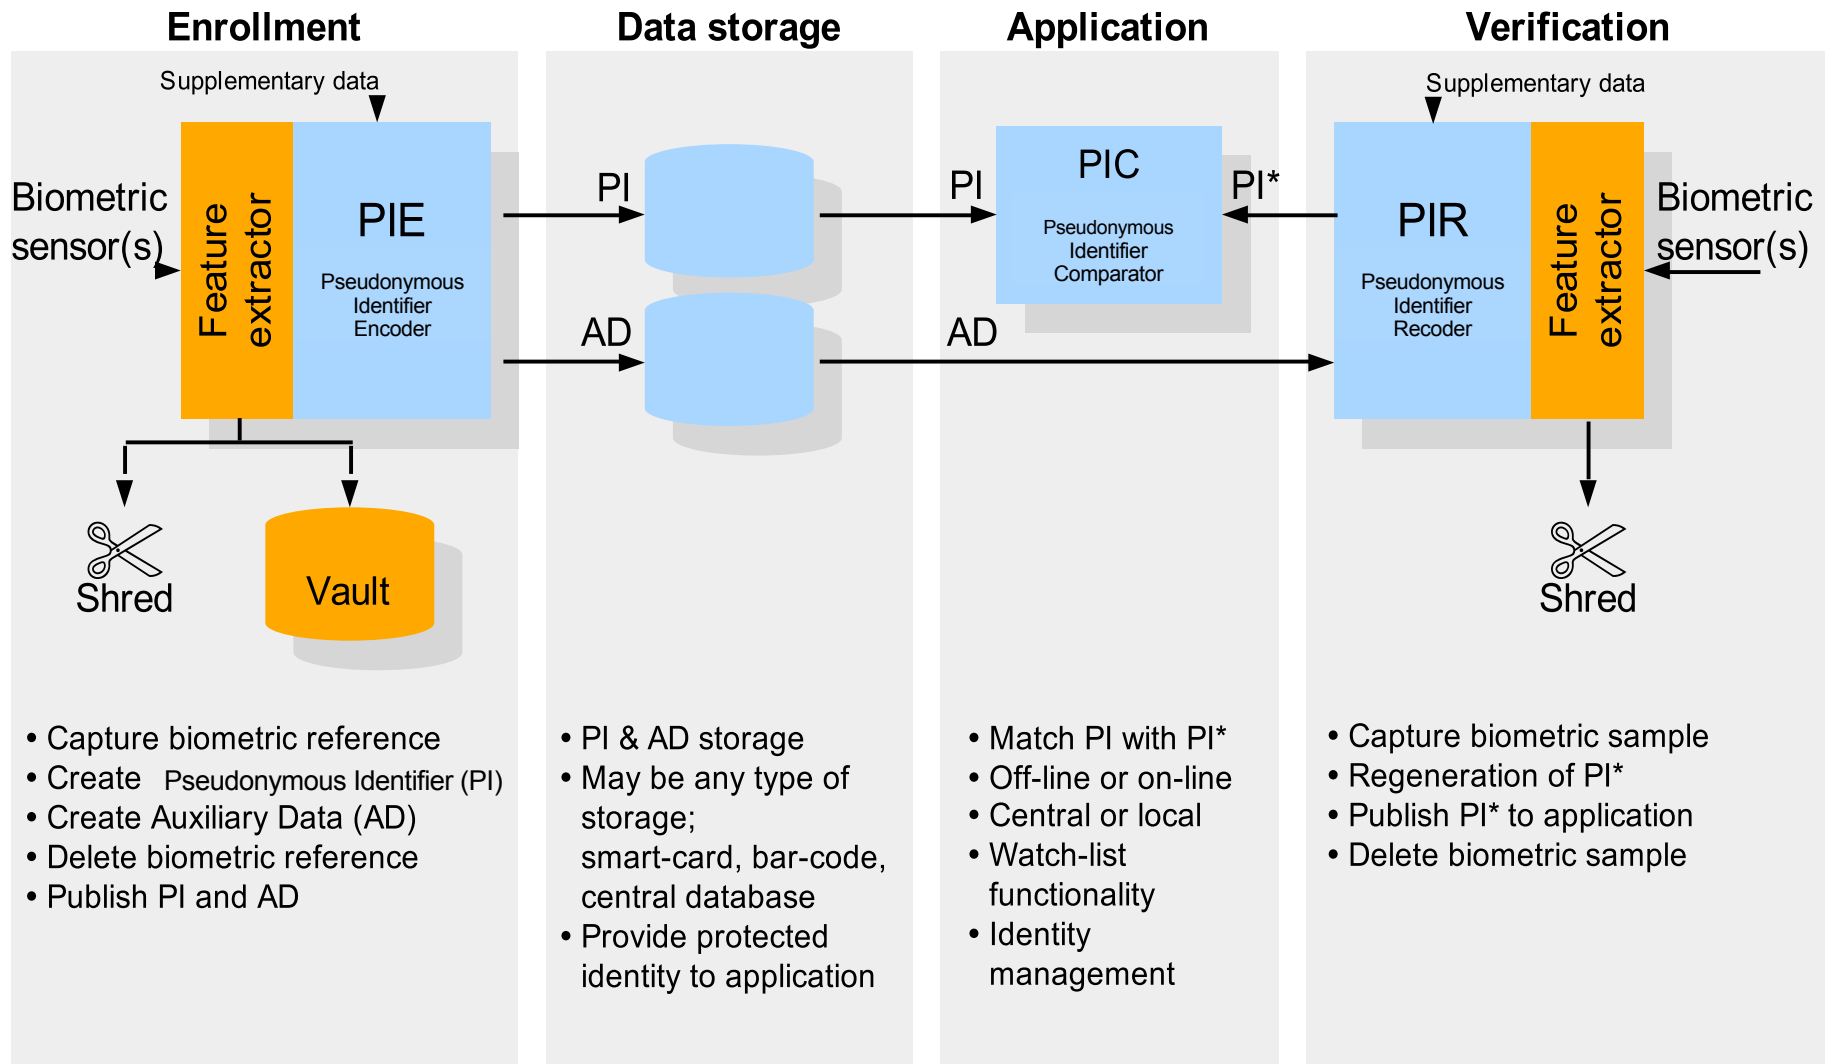 Enrollment
Supplementary data
Biometric
sensor(s)
Feature
extractor
PIE
Pseudonymous
Identifier
Encoder
Shred
Vault
• Capture biometric reference
• Create Pseudonymous Identifier (PI)
• Create Auxiliary Data (AD)
• Delete biometric reference
• Publish PI and AD
Data storage
PI
AD
• PI & AD storage
• May be any type of
storage;
smart-card, bar-code,
central database
• Provide protected
identity to application
Application
PI
PIC
Pseudonymous
Identifier
Comparator
PI*
AD
• Match PI with PI*
• Off-line or on-line
• Central or local
• Watch-list
functionality
• Identity
management
Verification
Supplementary data
PIR
Pseudonymous
Identifier
Recoder
Feature
extractor
Biometric
sensor(s)
Shred
• Capture biometric sample
• Regeneration of PI*
• Publish PI* to application
• Delete biometric sample